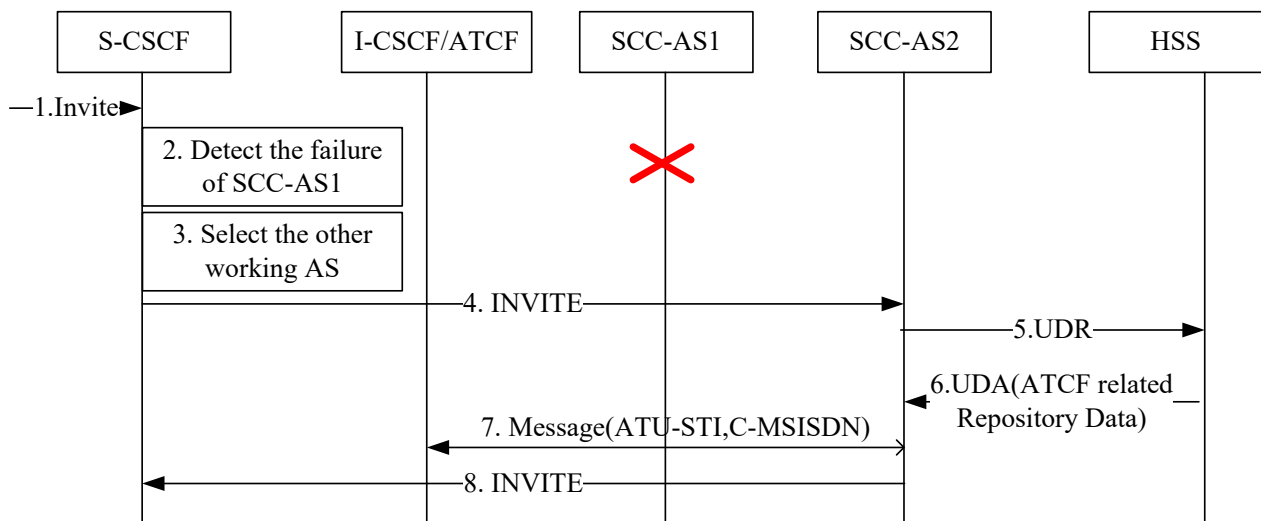 S-CSCF
I-CSCF/ATCF
SCC-AS1
SCC-AS2
HSS
1.Invite
2. Detect the failure
of SCC-AS1
3. Select the other
working AS
4. INVITE
5.UDR
6.UDA(ATCF related
Repository Data)
7. Message(ATU-STI,C-MSISDN)
8. INVITE